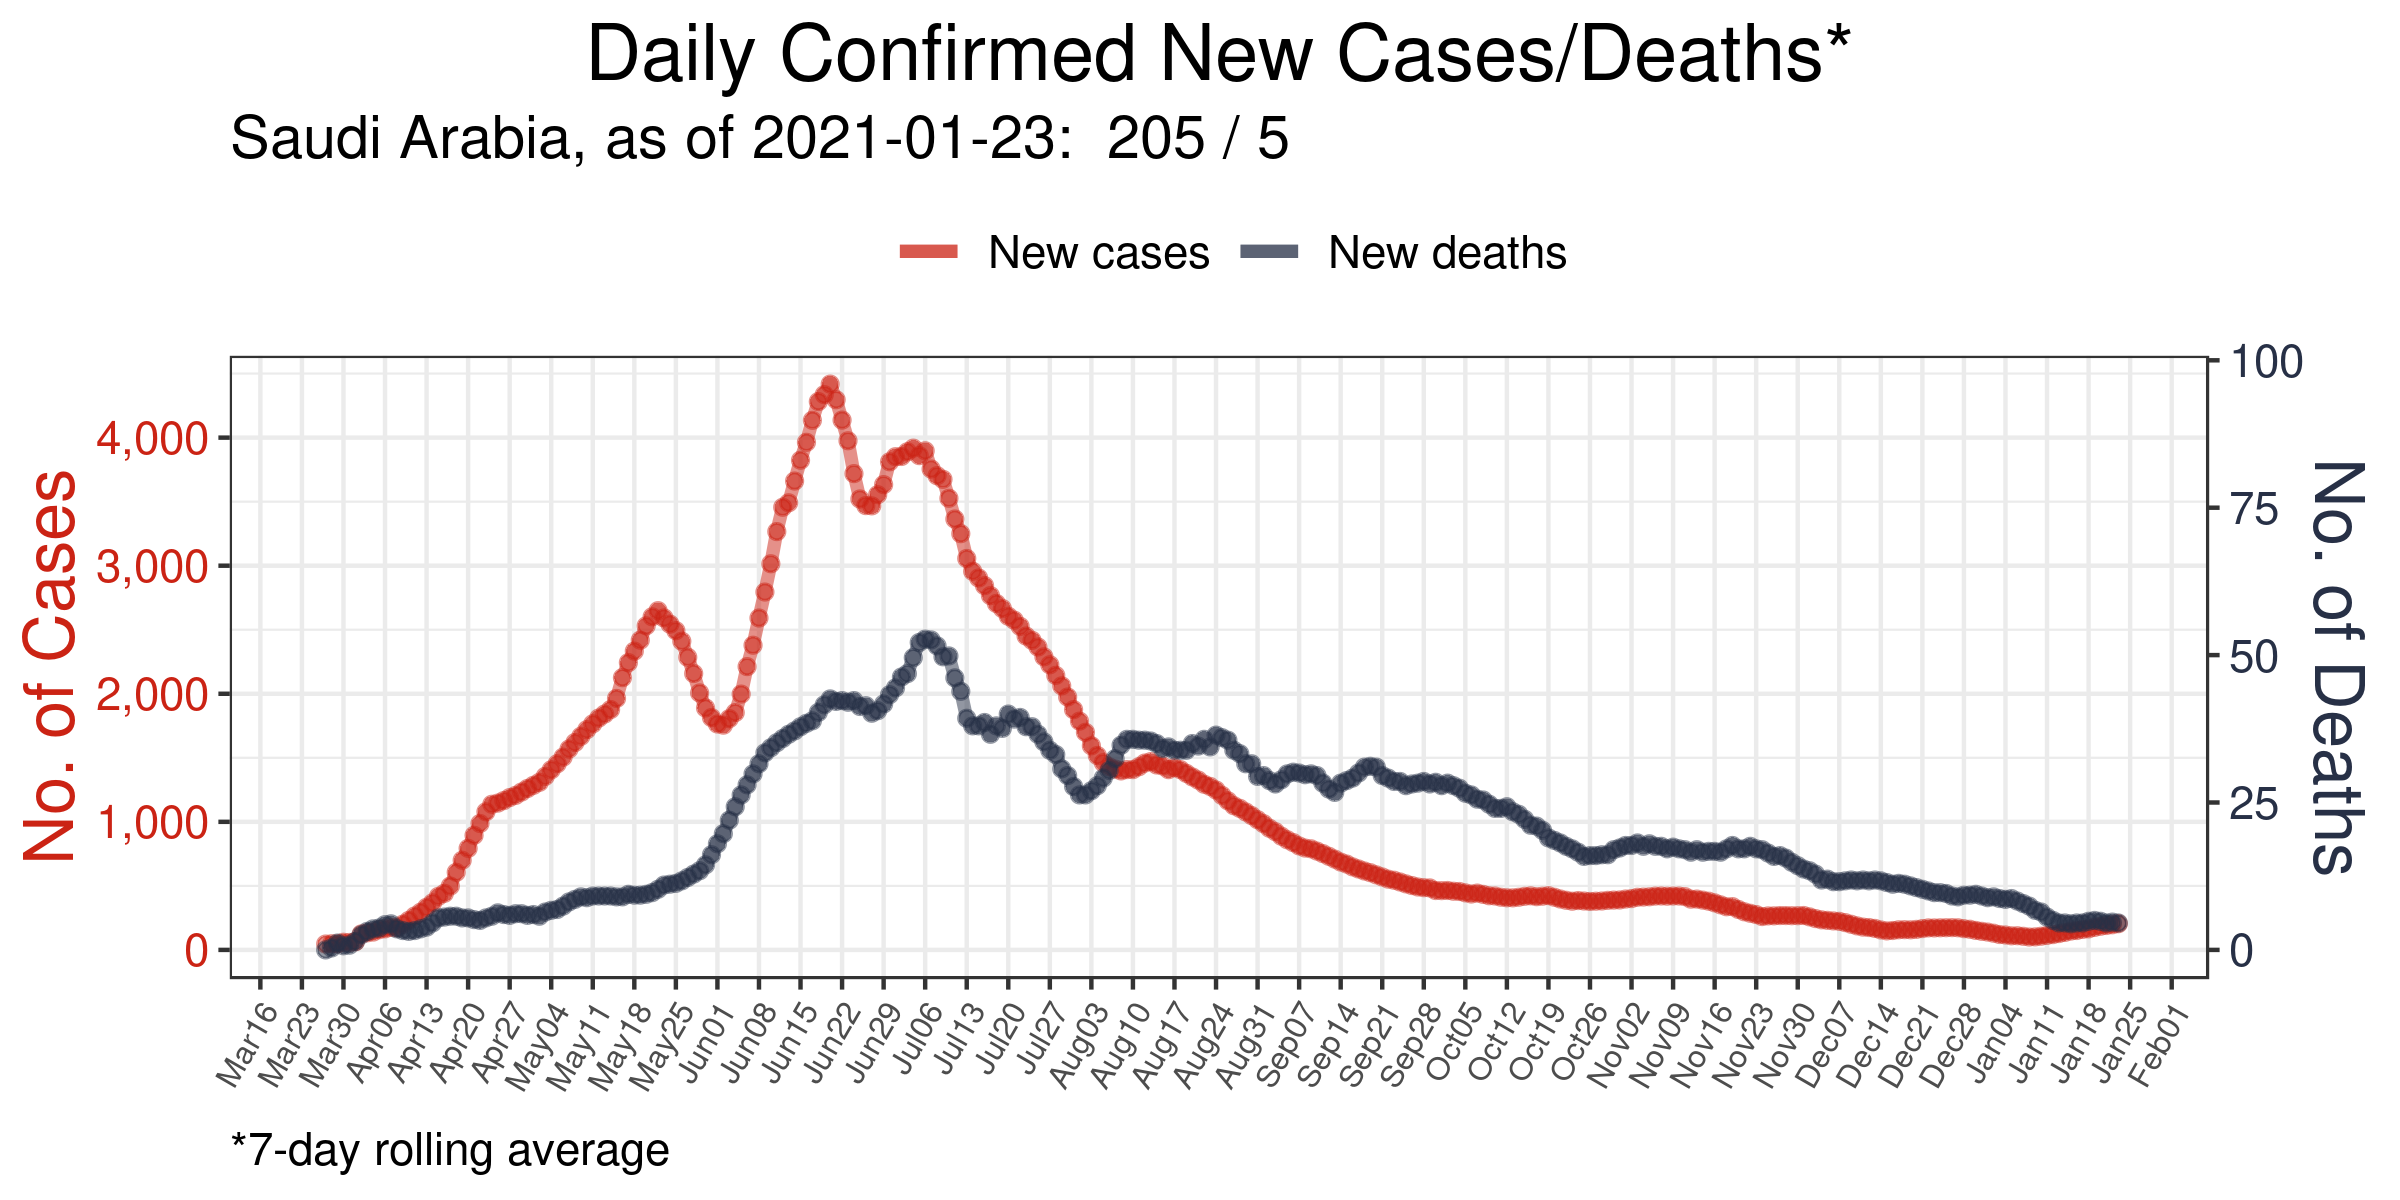 Daily Confirmed New Cases/Deaths*
Saudi Arabia, as of 2021-01-23:  205 / 5
New cases
New deaths
No. of Cases
4,000
3,000
2,000
1,000
0
100
75
50
25
0
No. of Deaths
Mar16
Mar23
Mar30
Apr06
Apr13
Apr20
Apr27
May04
May11
May18
May25
Jun01
Jun08
Jun15
Jun22
Jun29
Jul06
Jul13
Jul20
Jul27
Aug03
Aug10
Aug17
Aug24
Aug31
Sep07
Sep14
Sep21
Sep28
Oct05
Oct12
Oct19
Oct26
Nov02
Nov09
Nov16
Nov23
Nov30
Dec07
Dec14
Dec21
Dec28
Jan04
Jan11
Jan18
Jan25
Feb01
*7-day rolling average